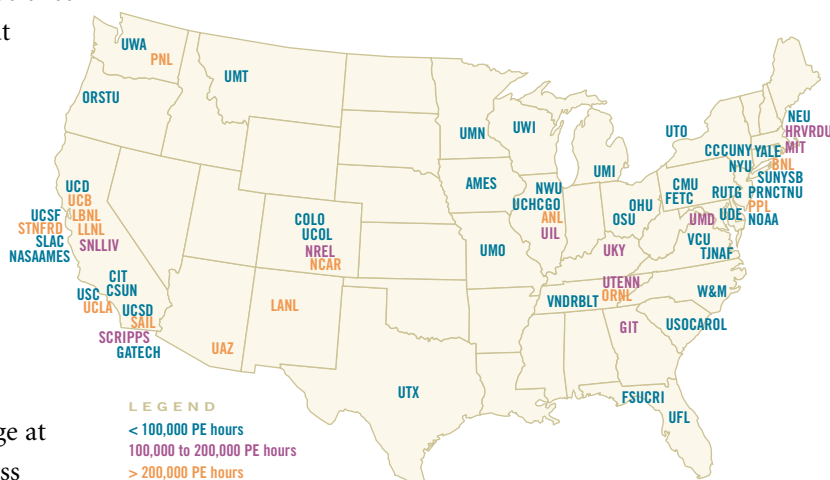 at
UWA
PNL
UMT
ORSTU
UMN
UWI
UTO
NEU
HRVRDU
MIT
CCCUNY YALE
BNL
NYU
SUNYSB
UMI
AMES
NWU
UCHCGO
ANL
UIL
OHU
OSU
CMU
FETC
RUTG
PRNCTNU
PPL
UMD
UDE
NOAA
VCU
TJNAF
UCD
UCB
LBNL
LLNL
UCSF
STNFRD
SLAC
SNLLIV
NASAAMES
COLO
UCOL
NREL
NCAR
UMO
UKY
UTENN
ORNL
VNDRBLT
W&M
CIT
CSUN
USC
UCLA
UCSD
SAIL
SCRIPPS
GATECH
UAZ
LANL
GIT
USOCAROL
UTX
FSUCRI
UFL
LEGEND
< 100,000 PE hours
100,000 to 200,000 PE hours
> 200,000 PE hours
ge at
ss